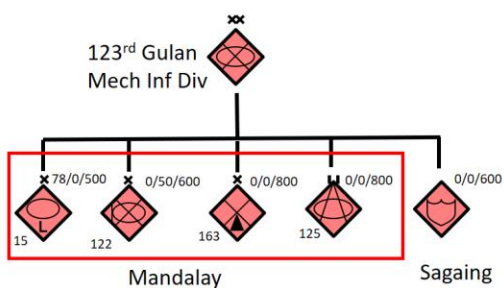 XX
123rd Gulan
Mech Inf Div
X 78/0/500
X 0/50/600
X 0/0/800
0/0/800
0/0/600
L
15
122
163
125
Mandalay
Sagaing